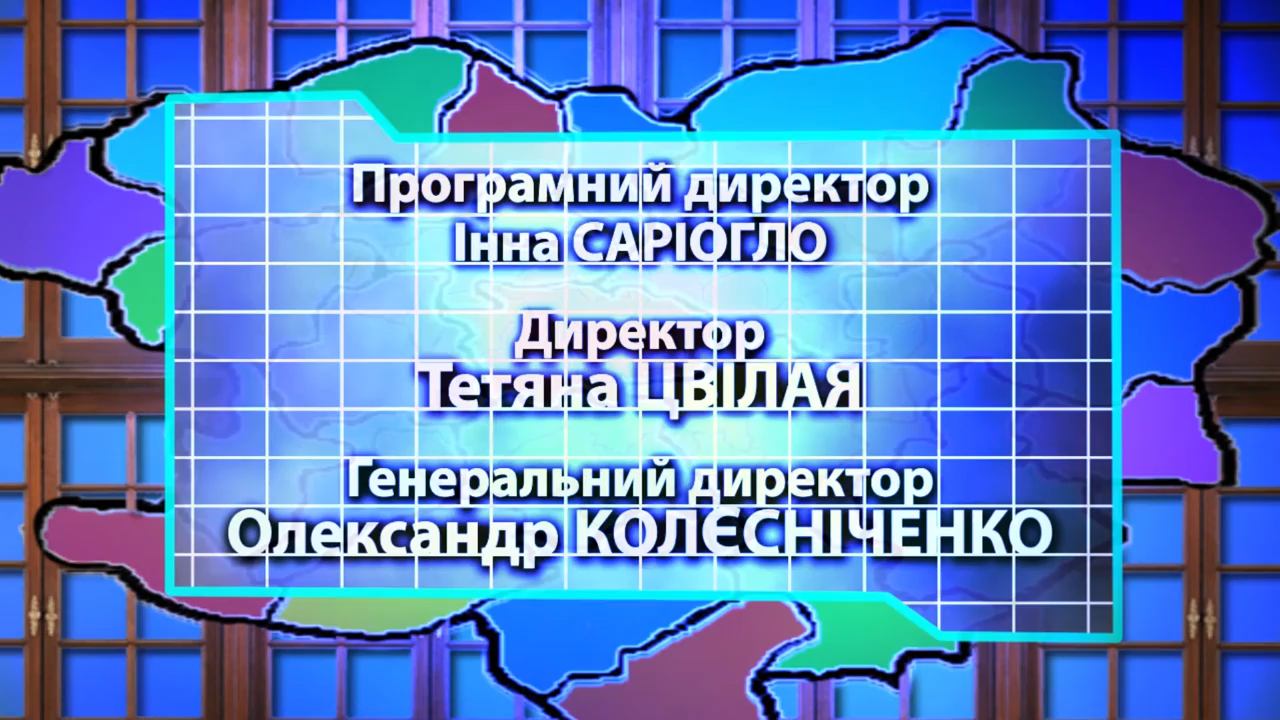 Програмний директор
Інна САРІОГЛО
Директор
Тетяна ЦВІЛАЯ
Генеральний директор
Олександр КОЛЄСНІЧЕНКО